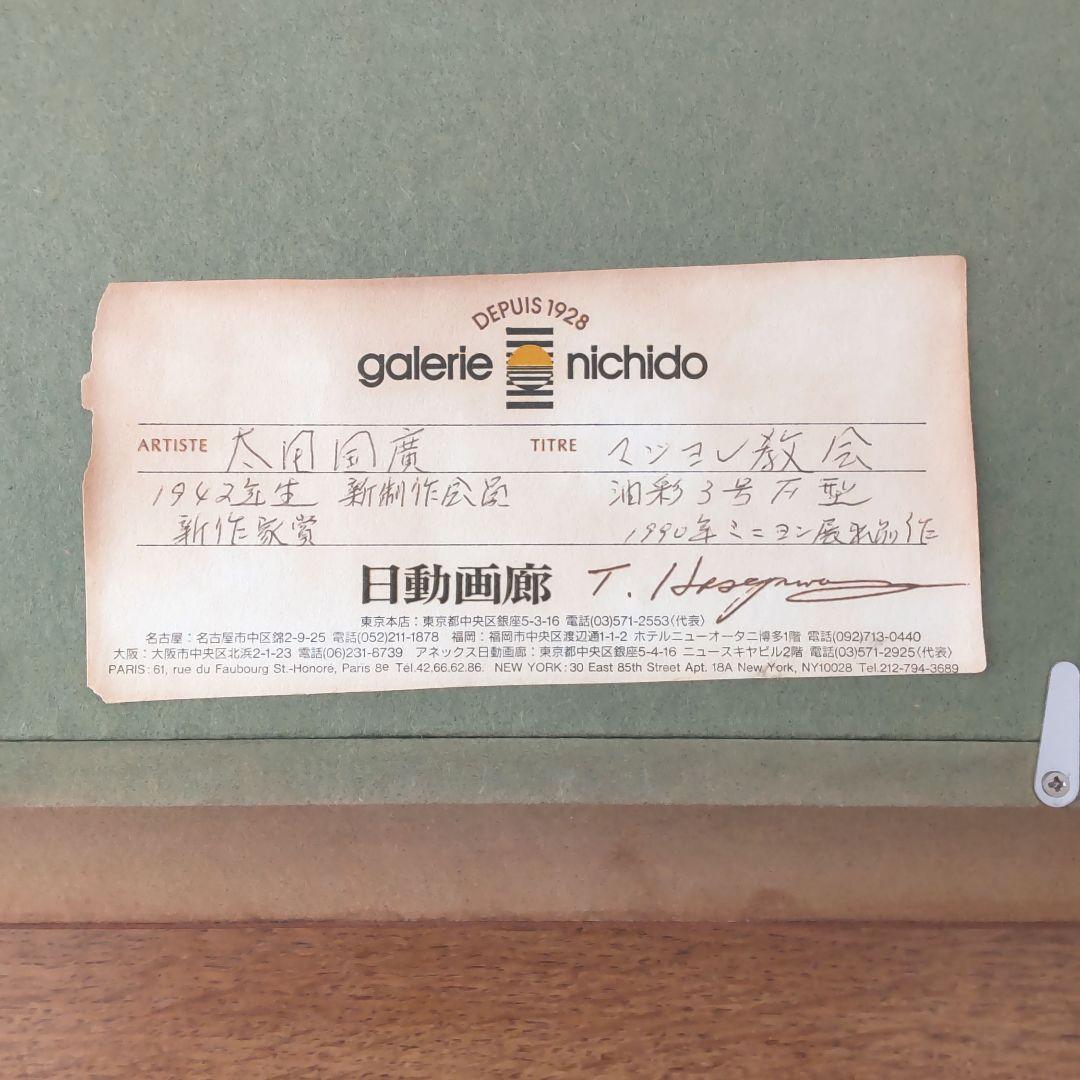 DEPUIS 1928
galerie nichido
ARTISTE 太田国廣 TITRE マジョレ教会
1942年生 新制作会員 油彩3号F型
新作家賞 1990年ミニヨン展出品作
日動画廊 T. Hasegawa
東京本店：東京都中央区銀座5-3-16 電話(03)571-2553〈代表〉
名古屋：名古屋市中区錦2-9-25 電話(052)211-1878 福岡：福岡市中央区渡辺通1-1-2 ホテルニューオータニ博多1階 電話(092)713-0440
大阪：大阪市中央区北浜2-1-23 電話(06)231-8739 アネックス日動画廊：東京都中央区銀座5-4-16 ニュースキヤビル2階 電話(03)571-2925〈代表〉
PARIS: 61, rue du Faubourg St.-Honoré, Paris 8e Tél.42.66.62.86. NEW YORK: 30 East 85th Street Apt. 18A New York, NY10028 Tel.212-794-3689